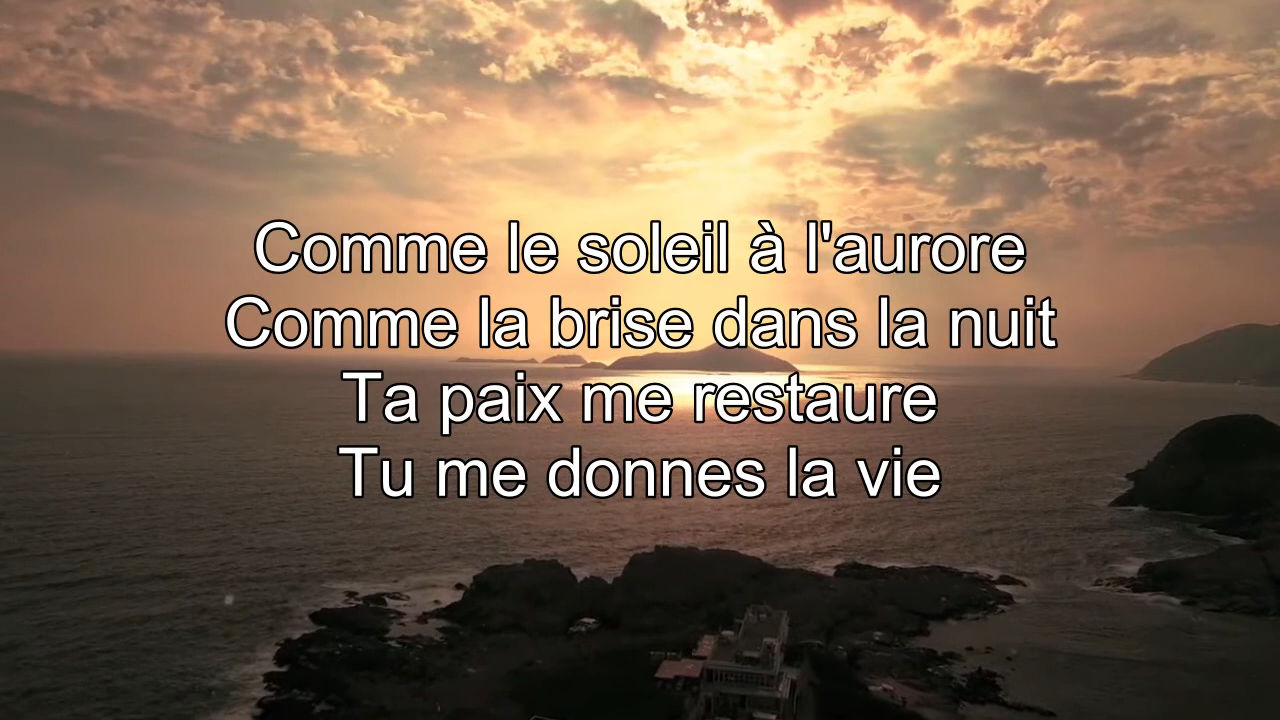 Comme le soleil à l'aurore
Comme la brise dans la nuit
Ta paix me restaure
Tu me donnes la vie